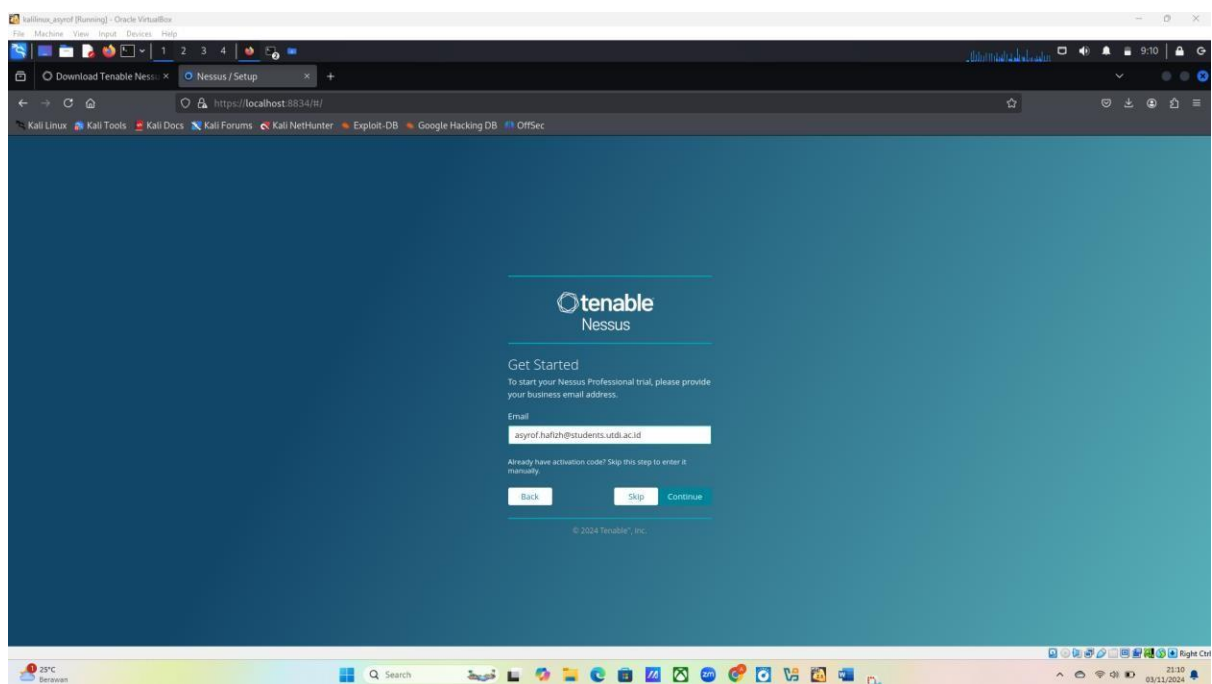 kalilinux_asyrof [Running] - Oracle VirtualBox
File Machine View Input Devices Help
1 2 3 4
9:10
Download Tenable Nessu
Nessus / Setup
https://localhost:8834/#/
Kali Linux Kali Tools Kali Docs Kali Forums Kali NetHunter Exploit-DB Google Hacking DB OffSec
tenable
Nessus
Get Started
To start your Nessus Professional trial, please provide
your business email address.
Email
asyrof.hafizh@students.utdi.ac.id
Already have activation code? Skip this step to enter it
manually.
Back Skip Continue
© 2024 Tenable™, Inc.
Right Ctrl
1
25°C
Berawan
Search
zm
21:10
03/11/2024